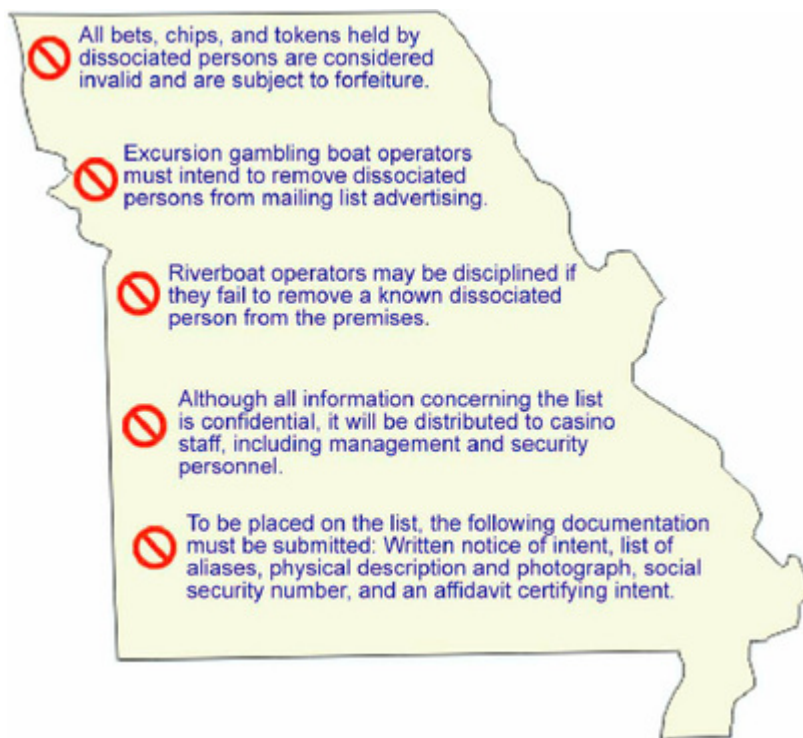 All bets, chips, and tokens held by
dissociated persons are considered
invalid and are subject to forfeiture.
Excursion gambling boat operators
must intend to remove dissociated
persons from mailing list advertising.
Riverboat operators may be disciplined if
they fail to remove a known dissociated
person from the premises.
Although all information concerning the list
is confidential, it will be distributed to casino
staff, including management and security
personnel.
To be placed on the list, the following documentation
must be submitted: Written notice of intent, list of
aliases, physical description and photograph, social
security number, and an affidavit certifying intent.